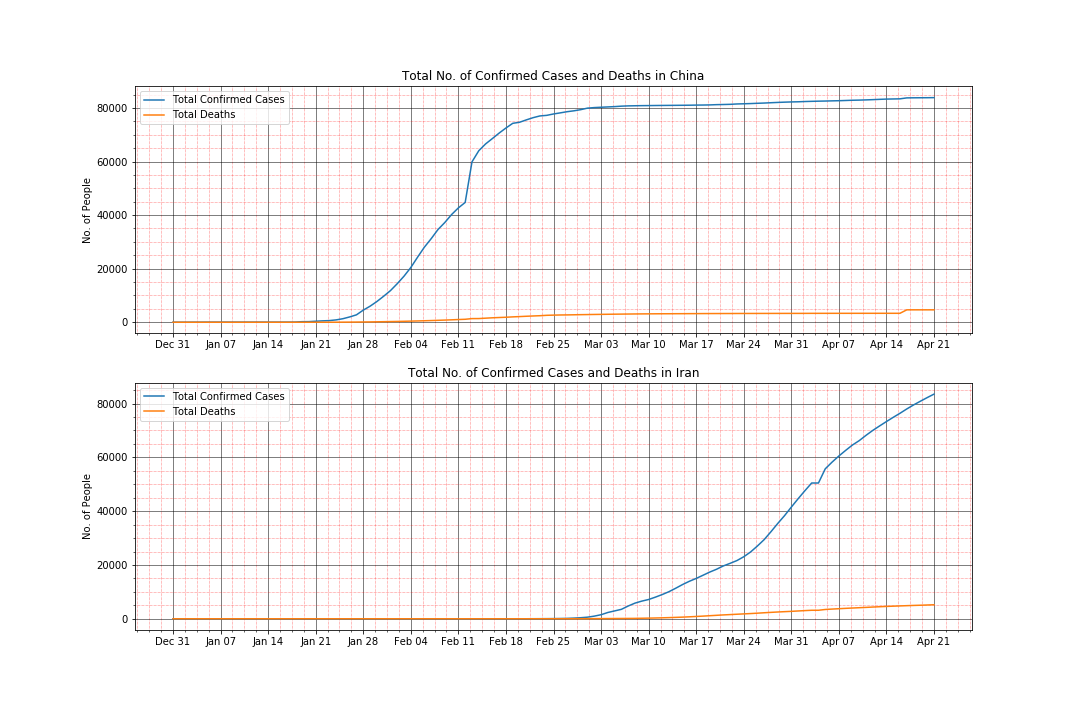 Total No. of Confirmed Cases and Deaths in China
Total Confirmed Cases
Total Deaths
No. of People
80000
60000
40000
20000
0
Dec 31 Jan 07 Jan 14 Jan 21 Jan 28 Feb 04 Feb 11 Feb 18 Feb 25 Mar 03 Mar 10 Mar 17 Mar 24 Mar 31 Apr 07 Apr 14 Apr 21
Total No. of Confirmed Cases and Deaths in Iran
Total Confirmed Cases
Total Deaths
No. of People
80000
60000
40000
20000
0
Dec 31 Jan 07 Jan 14 Jan 21 Jan 28 Feb 04 Feb 11 Feb 18 Feb 25 Mar 03 Mar 10 Mar 17 Mar 24 Mar 31 Apr 07 Apr 14 Apr 21